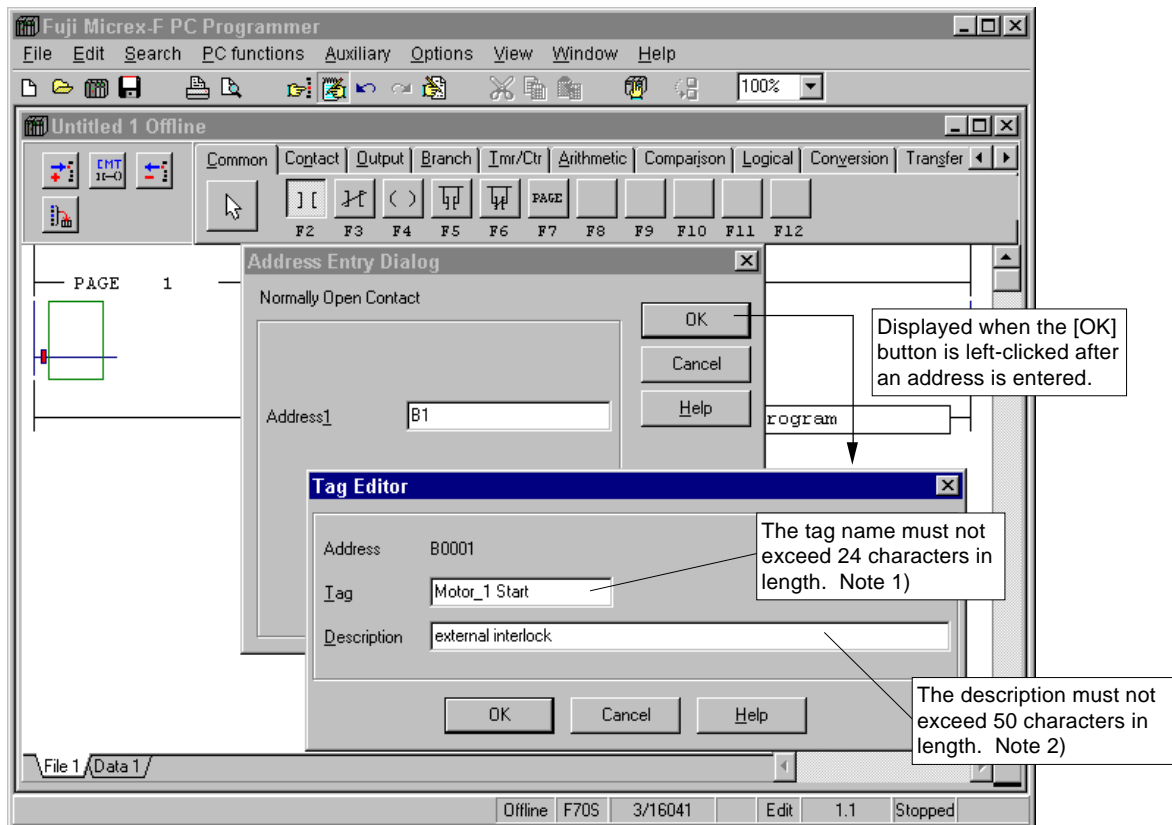 Fuji Micrex-F PC Programmer
File Edit Search PC functions Auxiliary Options View Window Help
100%
Untitled 1 Offline
CMT
Common Contact Output Branch Tmr/Ctr Arithmetic Comparison Logical Conversion Transfer
PAGE
F2 F3 F4 F5 F6 F7 F8 F9 F10 F11 F12
PAGE 1
Address Entry Dialog
Normally Open Contact
OK
Cancel
Help
Address1 B1
rogram
Displayed when the [OK]
button is left-clicked after
an address is entered.
Tag Editor
Address B0001
Tag Motor_1 Start
Description external interlock
OK Cancel Help
The tag name must not
exceed 24 characters in
length. Note 1)
The description must not
exceed 50 characters in
length. Note 2)
File 1 Data 1
Offline F70S 3/16041 Edit 1.1 Stopped